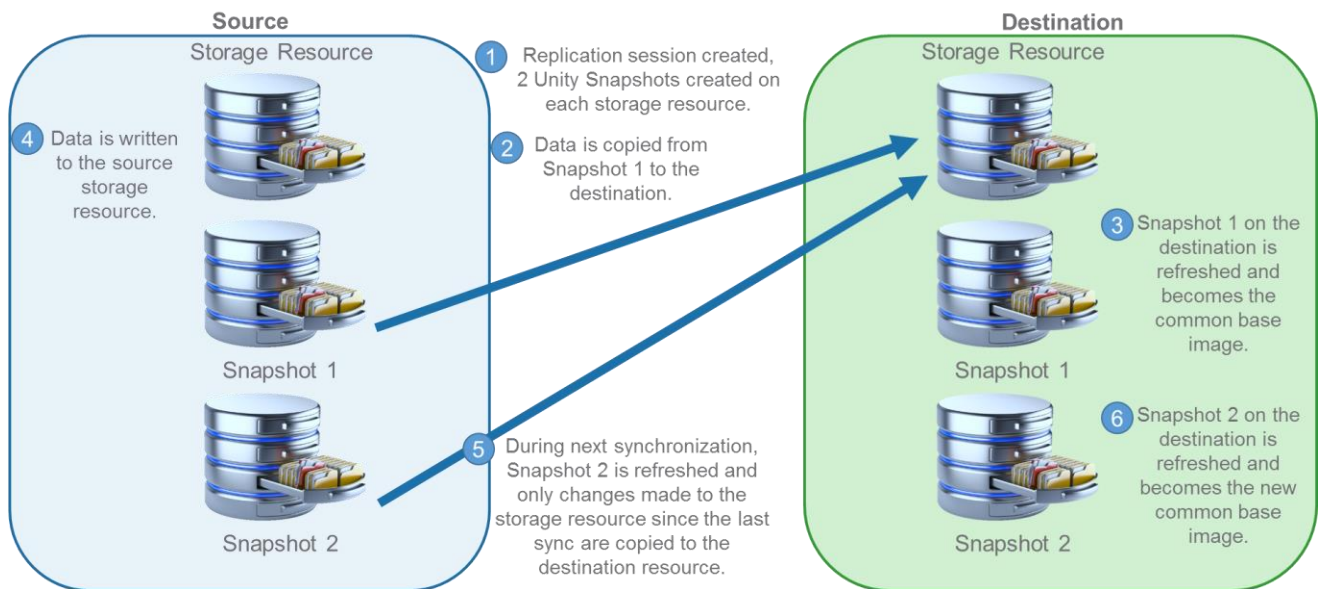 Source
Destination
Storage Resource
Storage Resource
1
Replication session created,
2 Unity Snapshots created on
each storage resource.
4
Data is written
to the source
storage
resource.
2
Data is copied from
Snapshot 1 to the
destination.
3
Snapshot 1 on the
destination is
refreshed and
becomes the
common base
image.
Snapshot 1
Snapshot 1
5
During next synchronization,
Snapshot 2 is refreshed and
only changes made to the
storage resource since the last
sync are copied to the
destination resource.
6
Snapshot 2 on the
destination is
refreshed and
becomes the new
common base
image.
Snapshot 2
Snapshot 2